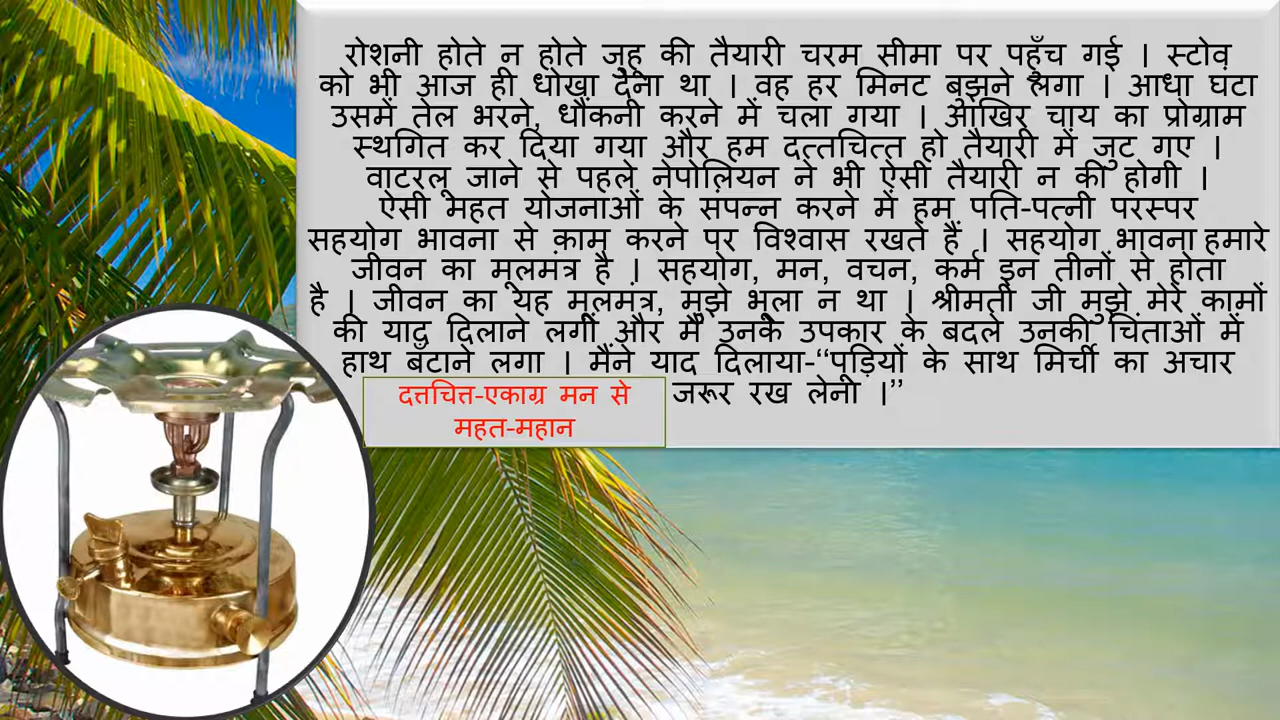 रोशनी होते न होते जुहू की तैयारी चरम सीमा पर पहुँच गई । स्टोव़
को भी आज ही धोखा देना था । वह हर मिनट बुझने लगा । आधा घंटा
उसमें तेल भरने, धौंकनी करने में चला गया । आखिर चाय का प्रोग्राम
स्थगित कर दिया गया और हम दत्तचित्त हो तैयारी में जुट गए ।
वाटरलू जाने से पहले नेपोलियन ने भी ऐसी तैयारी न की होगी ।
ऐसी महत योजनाओं के संपन्न करने में हम पति-पत्नी परस्पर
सहयोग भावना से काम करने पर विश्वास रखते हैं । सहयोग भावना हमारे
जीवन का मूलमंत्र है । सहयोग, मन, वचन, कर्म इन तीनों से होता
है । जीवन का यह मूलमंत्र, मुझे भूला न था । श्रीमती जी मुझे मेरे कामों
की याद दिलाने लगीं और मैं उनके उपकार के बदले उनकी चिंताओं में
हाथ बँटाने लगा । मैंने याद दिलाया-‘‘पूड़ियों के साथ मिर्ची का अचार
जरूर रख लेनी ।’’
दत्तचित्त-एकाग्र मन से
महत-महान